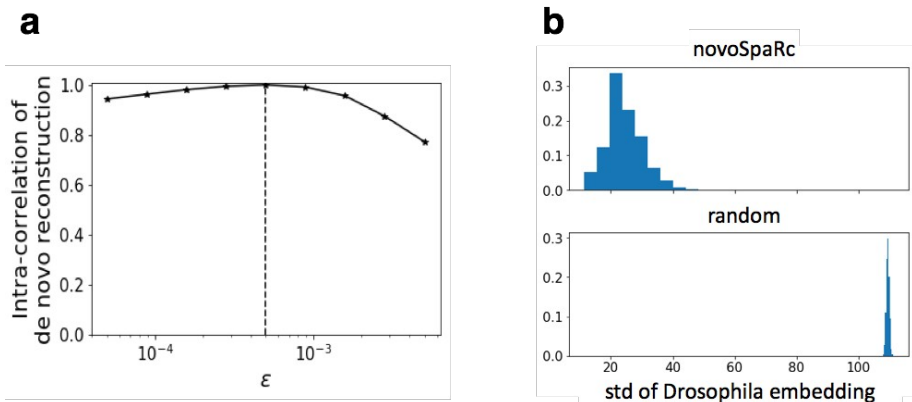 a
Intra-correlation of
de novo reconstruction
1.0
0.8
0.6
0.4
0.2
0.0
10⁻⁴
10⁻³
ε
b
novoSpaRc
0.3
0.2
0.1
0.0
random
0.3
0.2
0.1
0.0
20
40
60
80
100
std of Drosophila embedding